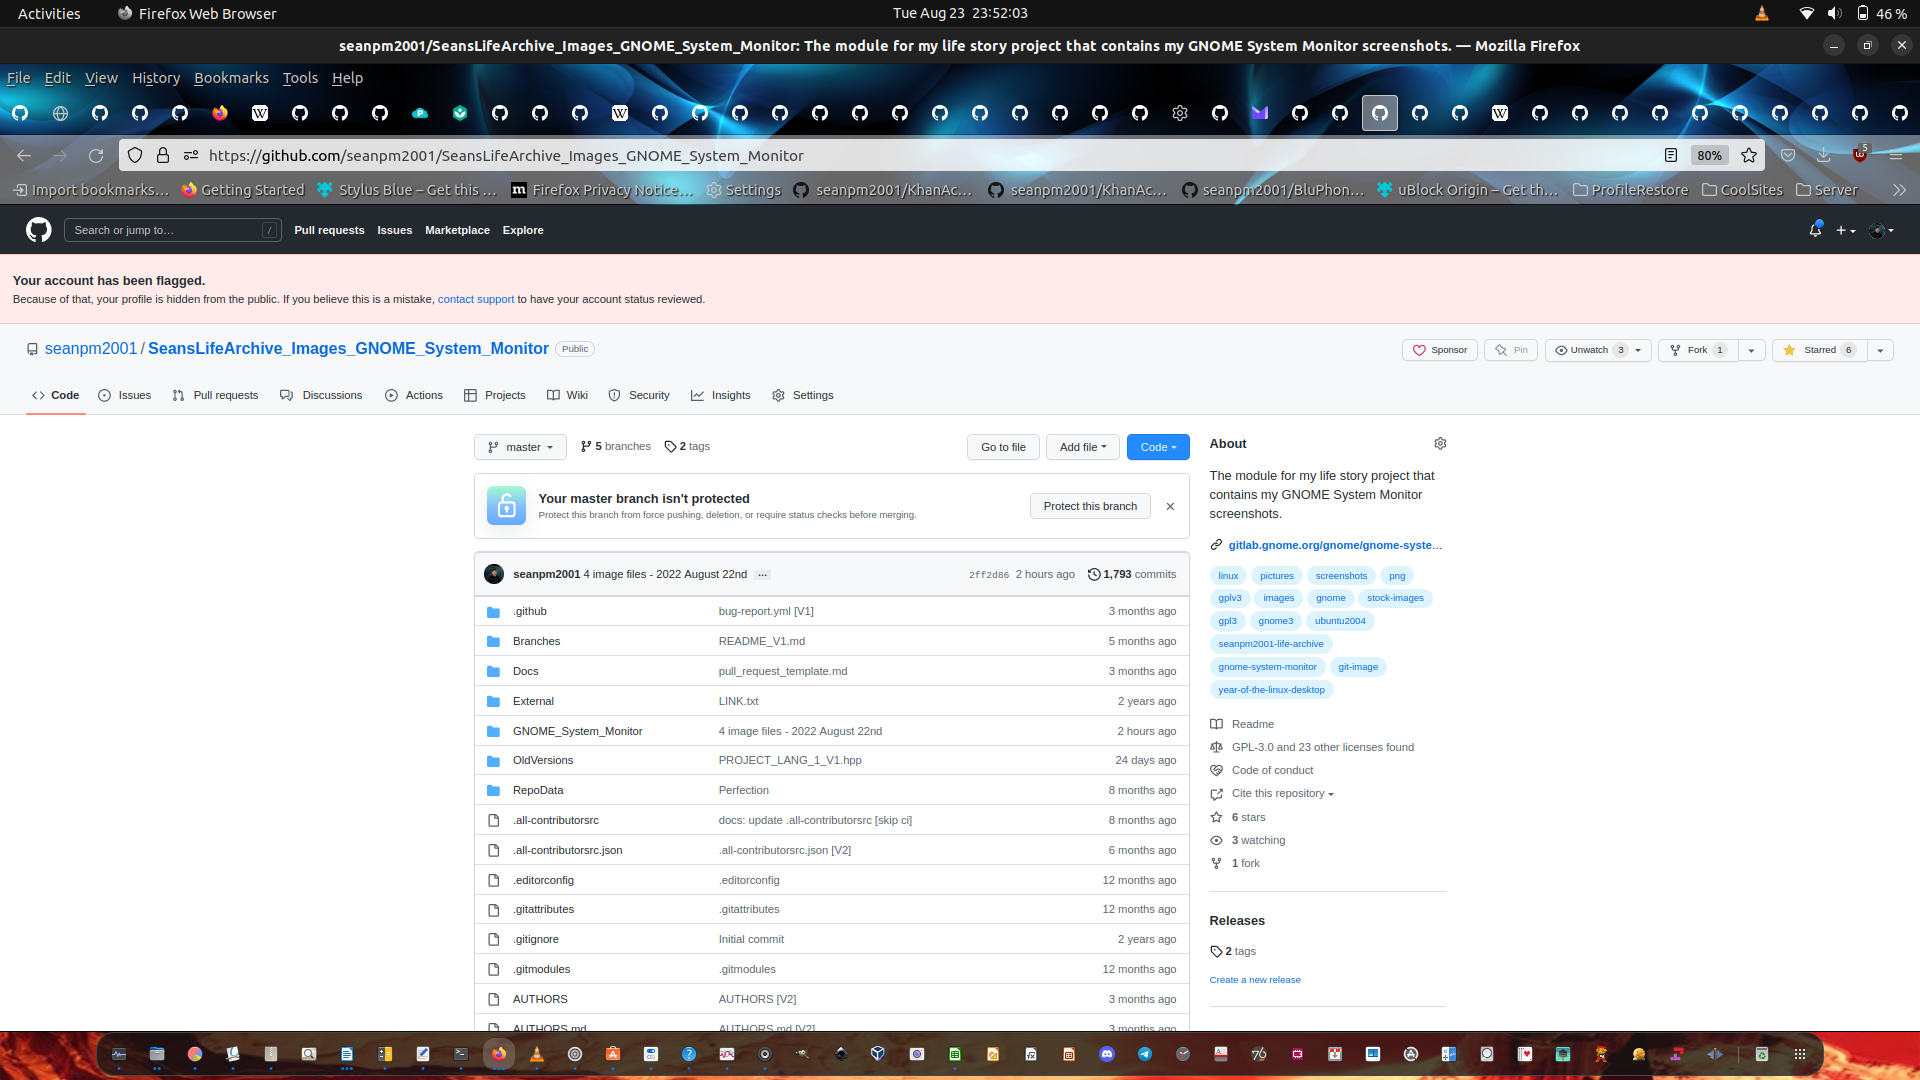 Activities
Firefox Web Browser
Tue Aug 23 23:52:03
46 %
seanpm2001/SeansLifeArchive_Images_GNOME_System_Monitor: The module for my life story project that contains my GNOME System Monitor screenshots. — Mozilla Firefox
File Edit View History Bookmarks Tools Help
https://github.com/seanpm2001/SeansLifeArchive_Images_GNOME_System_Monitor
80%
5
Import bookmarks… Getting Started Stylus Blue – Get this … Firefox Privacy Notice… Settings seanpm2001/KhanAc… seanpm2001/KhanAc… seanpm2001/BluPhon… uBlock Origin – Get th… ProfileRestore CoolSites Server
Search or jump to… /
Pull requests Issues Marketplace Explore
Your account has been flagged.
Because of that, your profile is hidden from the public. If you believe this is a mistake, contact support to have your account status reviewed.
seanpm2001 / SeansLifeArchive_Images_GNOME_System_Monitor Public
Sponsor Pin Unwatch 3 Fork 1 Starred 6
Code Issues Pull requests Discussions Actions Projects Wiki Security Insights Settings
master 5 branches 2 tags
Go to file Add file Code
Your master branch isn't protected
Protect this branch from force pushing, deletion, or require status checks before merging.
Protect this branch
seanpm2001 4 image files - 2022 August 22nd … 2ff2d86 2 hours ago 1,793 commits
.github bug-report.yml [V1] 3 months ago
Branches README_V1.md 5 months ago
Docs pull_request_template.md 3 months ago
External LINK.txt 2 years ago
GNOME_System_Monitor 4 image files - 2022 August 22nd 2 hours ago
OldVersions PROJECT_LANG_1_V1.hpp 24 days ago
RepoData Perfection 8 months ago
.all-contributorsrc docs: update .all-contributorsrc [skip ci] 8 months ago
.all-contributorsrc.json .all-contributorsrc.json [V2] 6 months ago
.editorconfig .editorconfig 12 months ago
.gitattributes .gitattributes 12 months ago
.gitignore Initial commit 2 years ago
.gitmodules .gitmodules 12 months ago
AUTHORS AUTHORS [V2] 3 months ago
AUTHORS.md AUTHORS.md [V2] 3 months ago
About
The module for my life story project that
contains my GNOME System Monitor
screenshots.
gitlab.gnome.org/gnome/gnome-syste…
linux pictures screenshots png
gplv3 images gnome stock-images
gpl3 gnome3 ubuntu2004
seanpm2001-life-archive
gnome-system-monitor git-image
year-of-the-linux-desktop
Readme
GPL-3.0 and 23 other licenses found
Code of conduct
Cite this repository
6 stars
3 watching
1 fork
Releases
2 tags
Create a new release